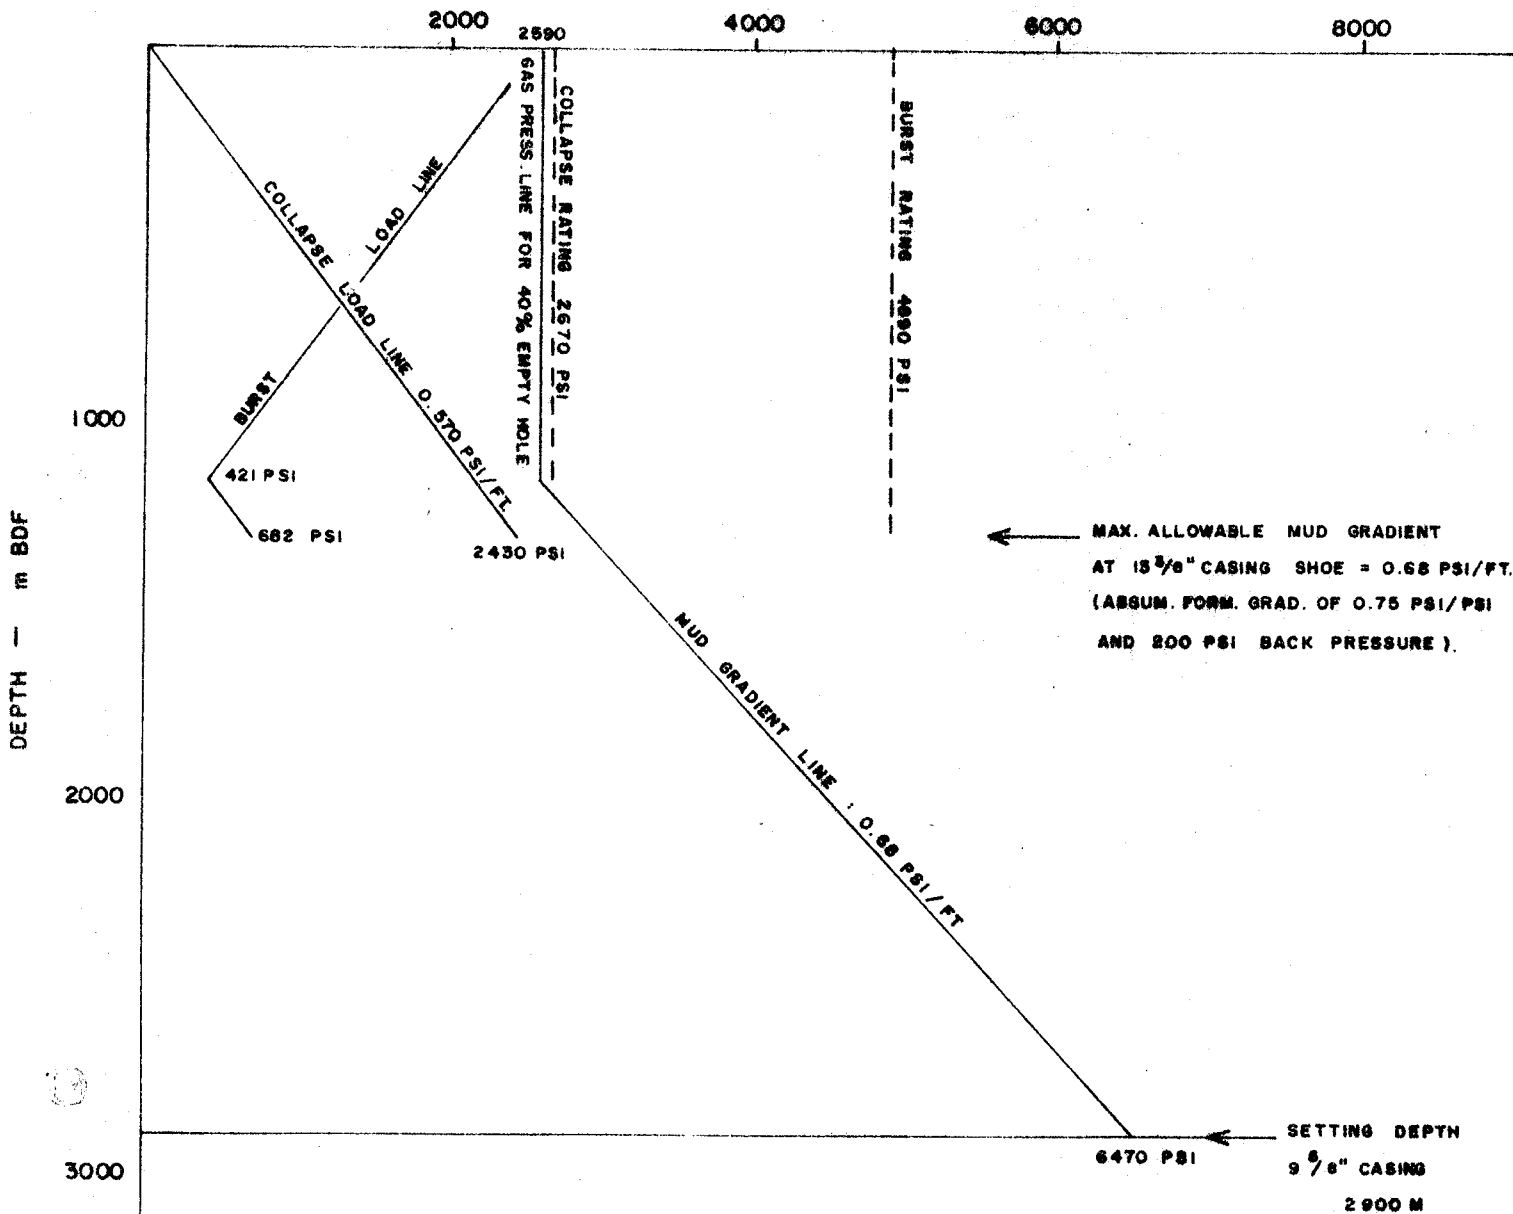 2000
4000
6000
8000
2590
GAS PRESS. LINE FOR 40% EMPTY HOLE
COLLAPSE RATING 2670 PSI
BURST RATING 4890 PSI
COLLAPSE LOAD LINE 0.570 PSI/FT.
BURST LOAD LINE
1000
421 PSI
682 PSI
2430 PSI
DEPTH — m BDF
MAX. ALLOWABLE MUD GRADIENT
AT 13 3/8" CASING SHOE = 0.68 PSI/FT.
(ASSUM. FORM. GRAD. OF 0.75 PSI/PSI
AND 200 PSI BACK PRESSURE).
MUD GRADIENT LINE : 0.68 PSI/FT
2000
3000
6470 PSI
SETTING DEPTH
9 5/8" CASING
2900 M